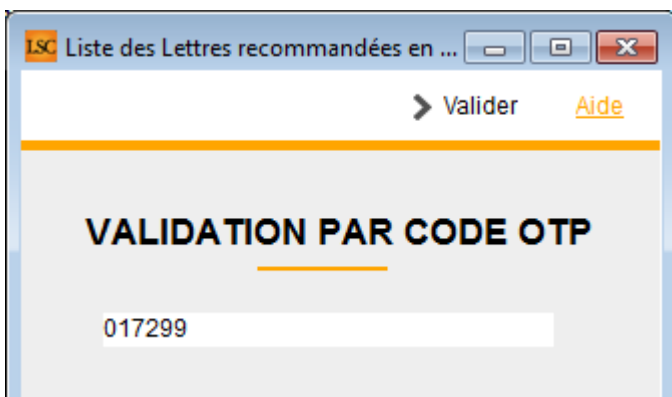 LSC Liste des Lettres recommandées en ...
Valider Aide
VALIDATION PAR CODE OTP
017299